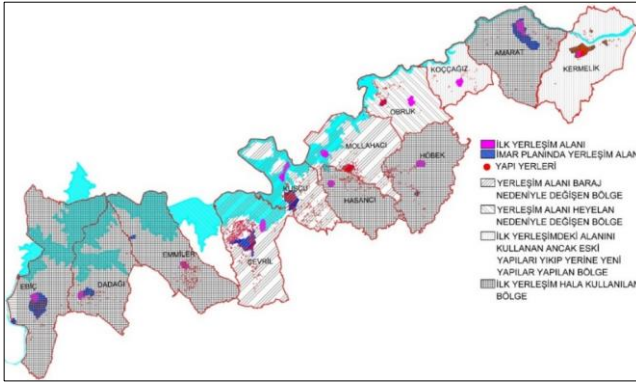 AMARAT
KERMELİK
KOÇÇAĞIZ
OBRUK
MOLLAHACI
HÖBEK
KUŞÇU
HASANCI
ÇEVRİL
EMMİLER
EBİÇ
DADAĞI
İLK YERLEŞİM ALANI
İMAR PLANINDA YERLEŞİM ALAN
YAPI YERLERİ
YERLEŞİM ALANI BARAJ
NEDENİYLE DEĞİŞEN BÖLGE
YERLEŞİM ALANI HEYELAN
NEDENİYLE DEĞİŞEN BÖLGE
İLK YERLEŞİMDEKİ ALANINI
KULLANAN ANCAK ESKİ
YAPILARI YIKIP YERİNE YENİ
YAPILAR YAPILAN BÖLGE
İLK YERLEŞİM HALA KULLANILAN
BÖLGE